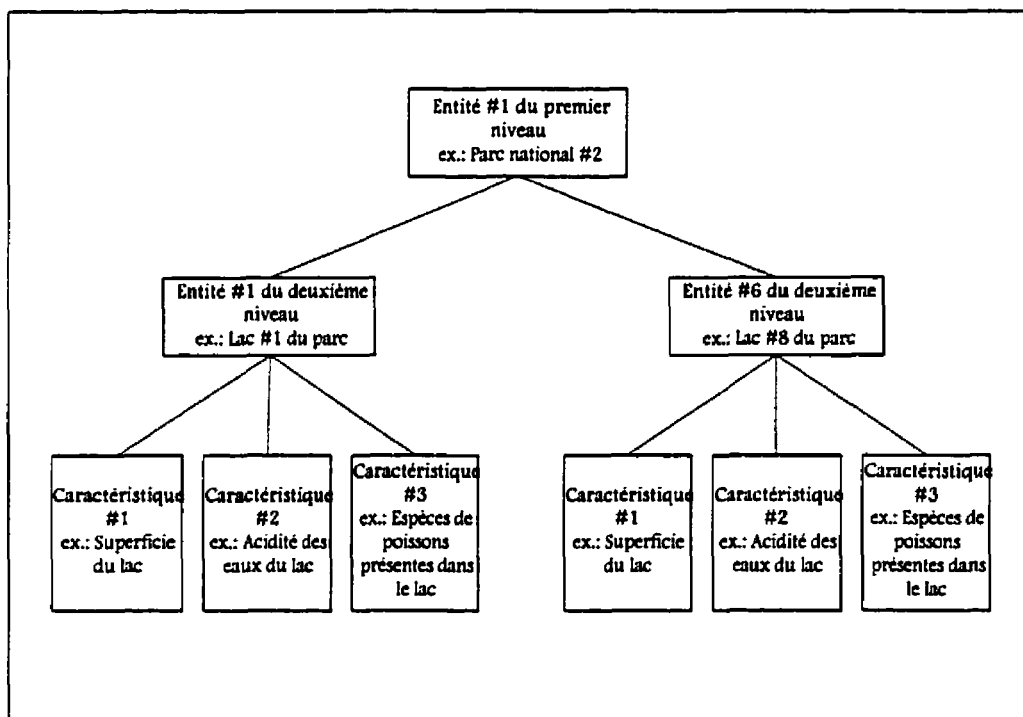 Entité #1 du premier
niveau
ex.: Parc national #2
Entité #1 du deuxième
niveau
ex.: Lac #1 du parc
Entité #6 du deuxième
niveau
ex.: Lac #8 du parc
Caractéristique
#1
ex.: Superficie
du lac
Caractéristique
#2
ex.: Acidité des
eaux du lac
Caractéristique
#3
ex.: Espèces de
poissons
présentes dans
le lac
Caractéristique
#1
ex.: Superficie
du lac
Caractéristique
#2
ex.: Acidité des
eaux du lac
Caractéristique
#3
ex.: Espèces de
poissons
présentes dans
le lac